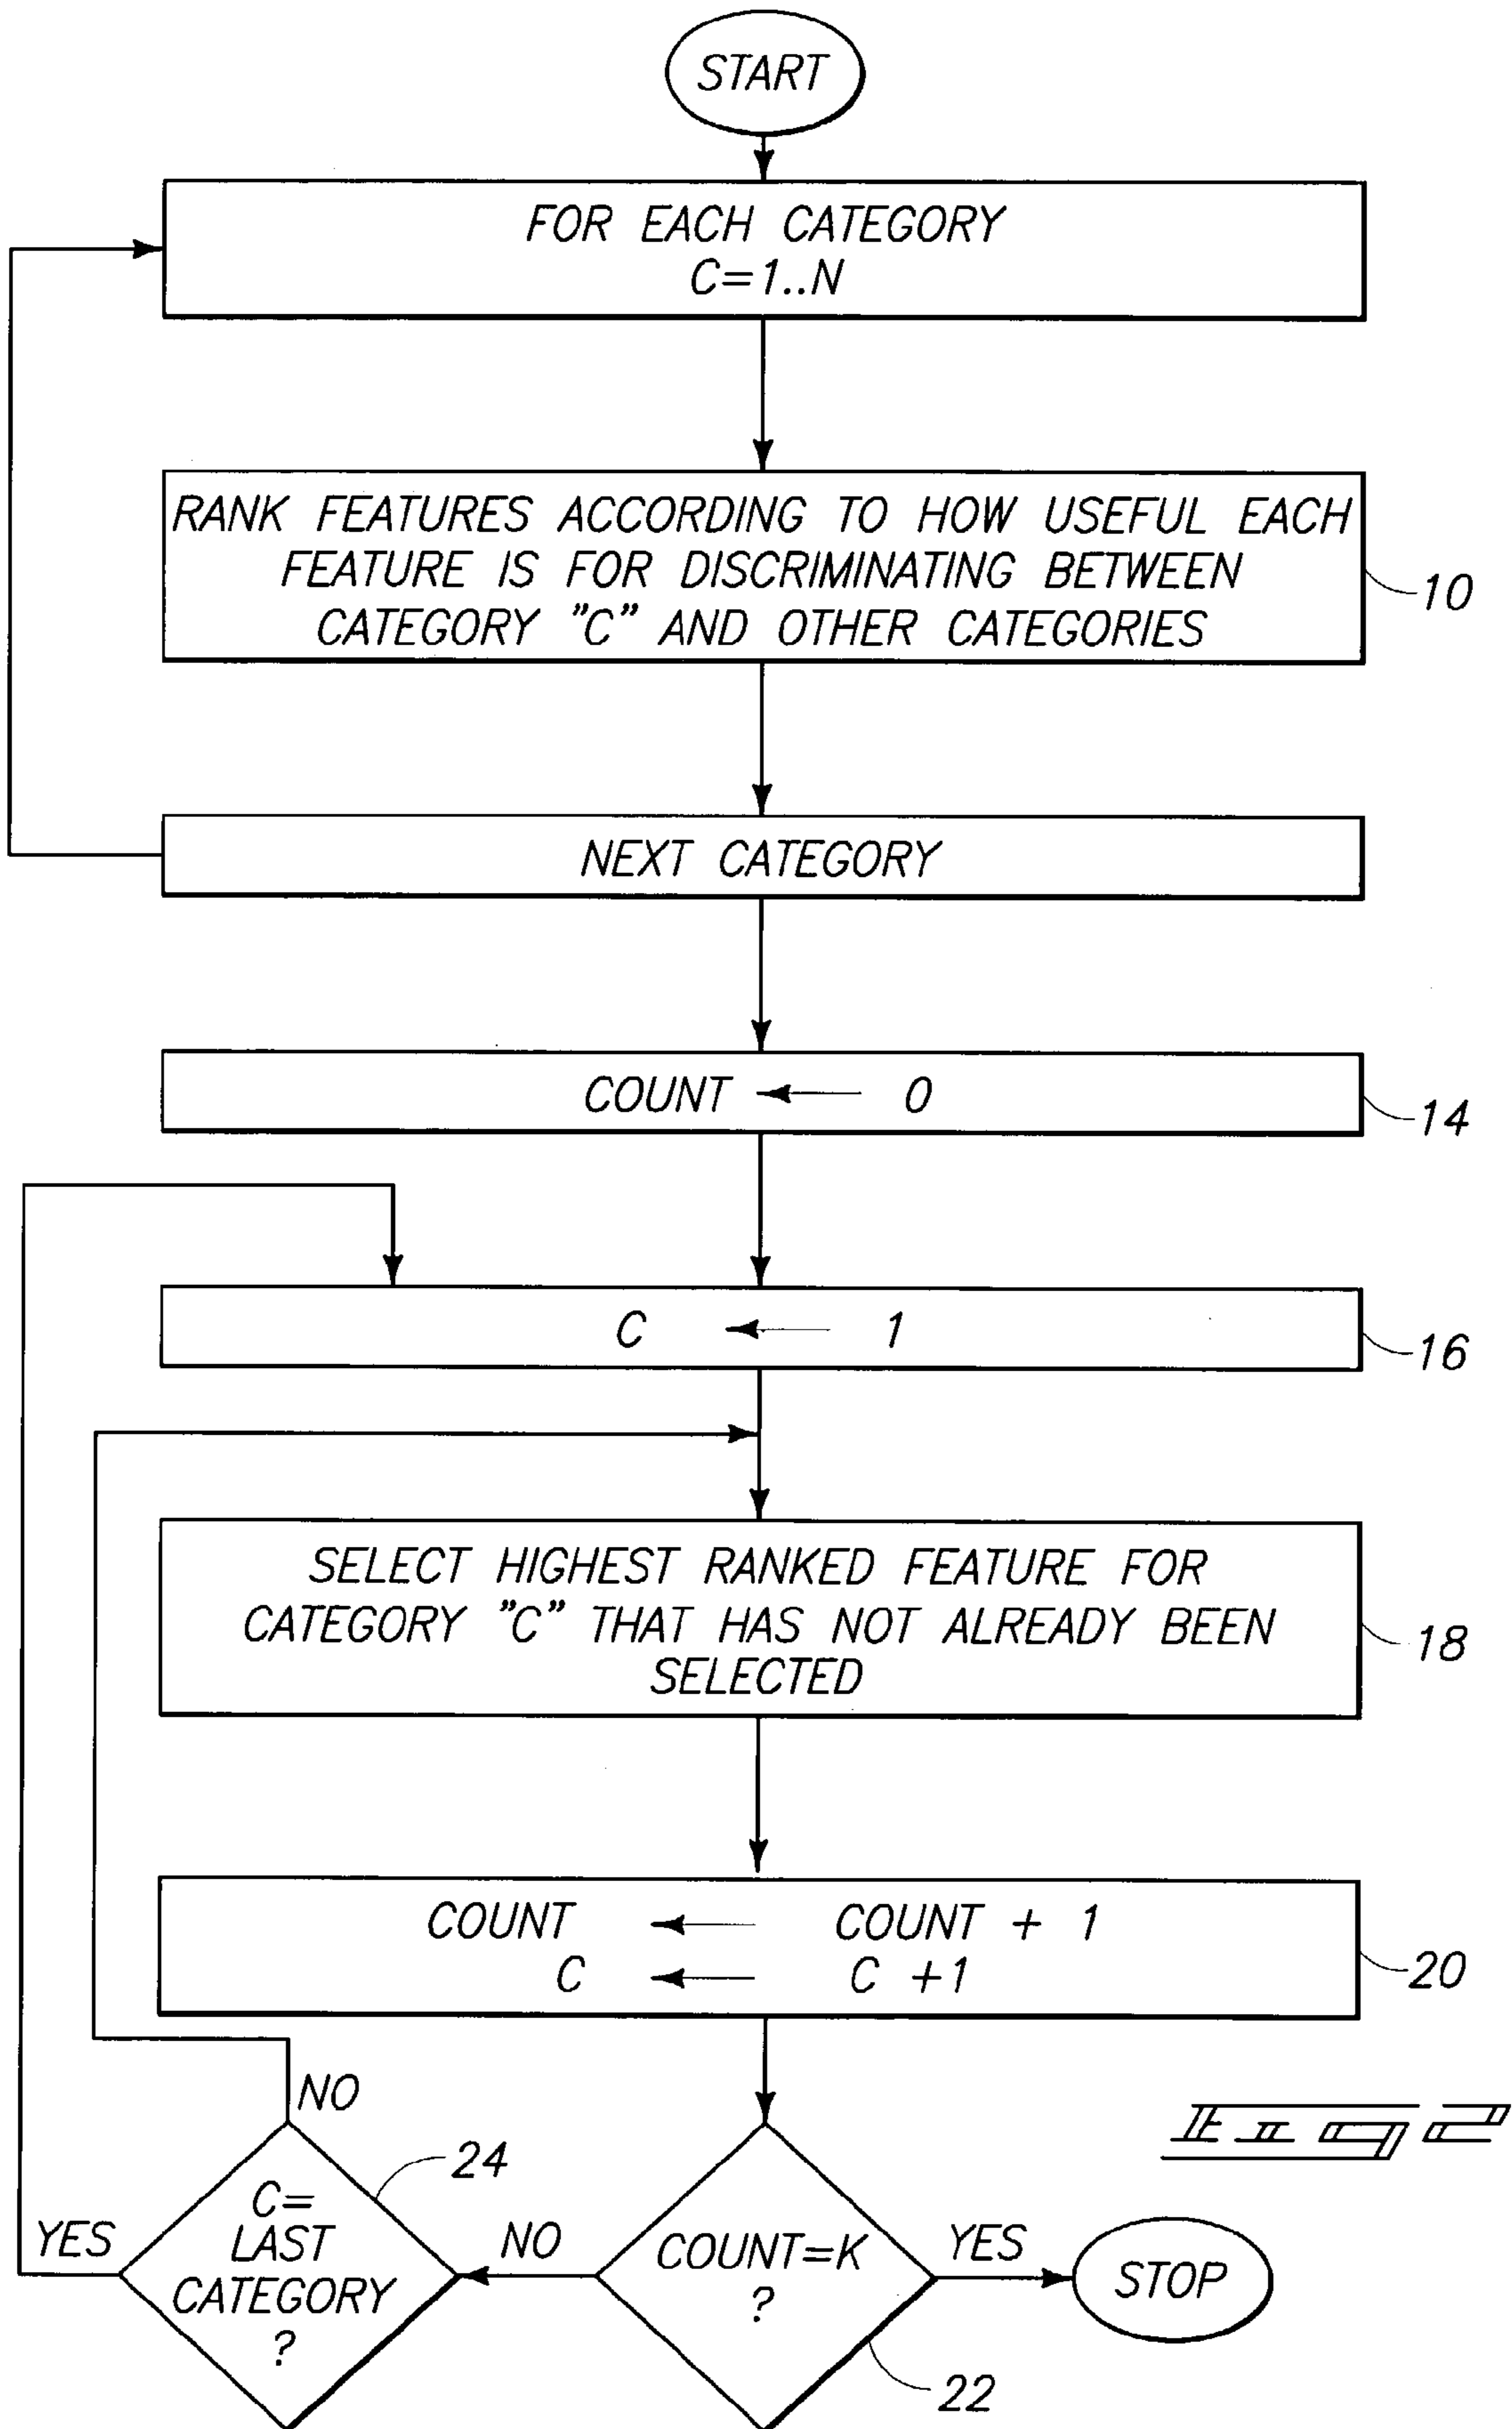 START
FOR EACH CATEGORY
C=1..N
RANK FEATURES ACCORDING TO HOW USEFUL EACH
FEATURE IS FOR DISCRIMINATING BETWEEN
CATEGORY "C" AND OTHER CATEGORIES
10
NEXT CATEGORY
COUNT ← 0
14
C ← 1
16
SELECT HIGHEST RANKED FEATURE FOR
CATEGORY "C" THAT HAS NOT ALREADY BEEN
SELECTED
18
COUNT ← COUNT + 1
C ← C +1
20
NO
24
C=
LAST
CATEGORY
?
YES
NO
COUNT=K
?
22
YES
STOP
Fig 2